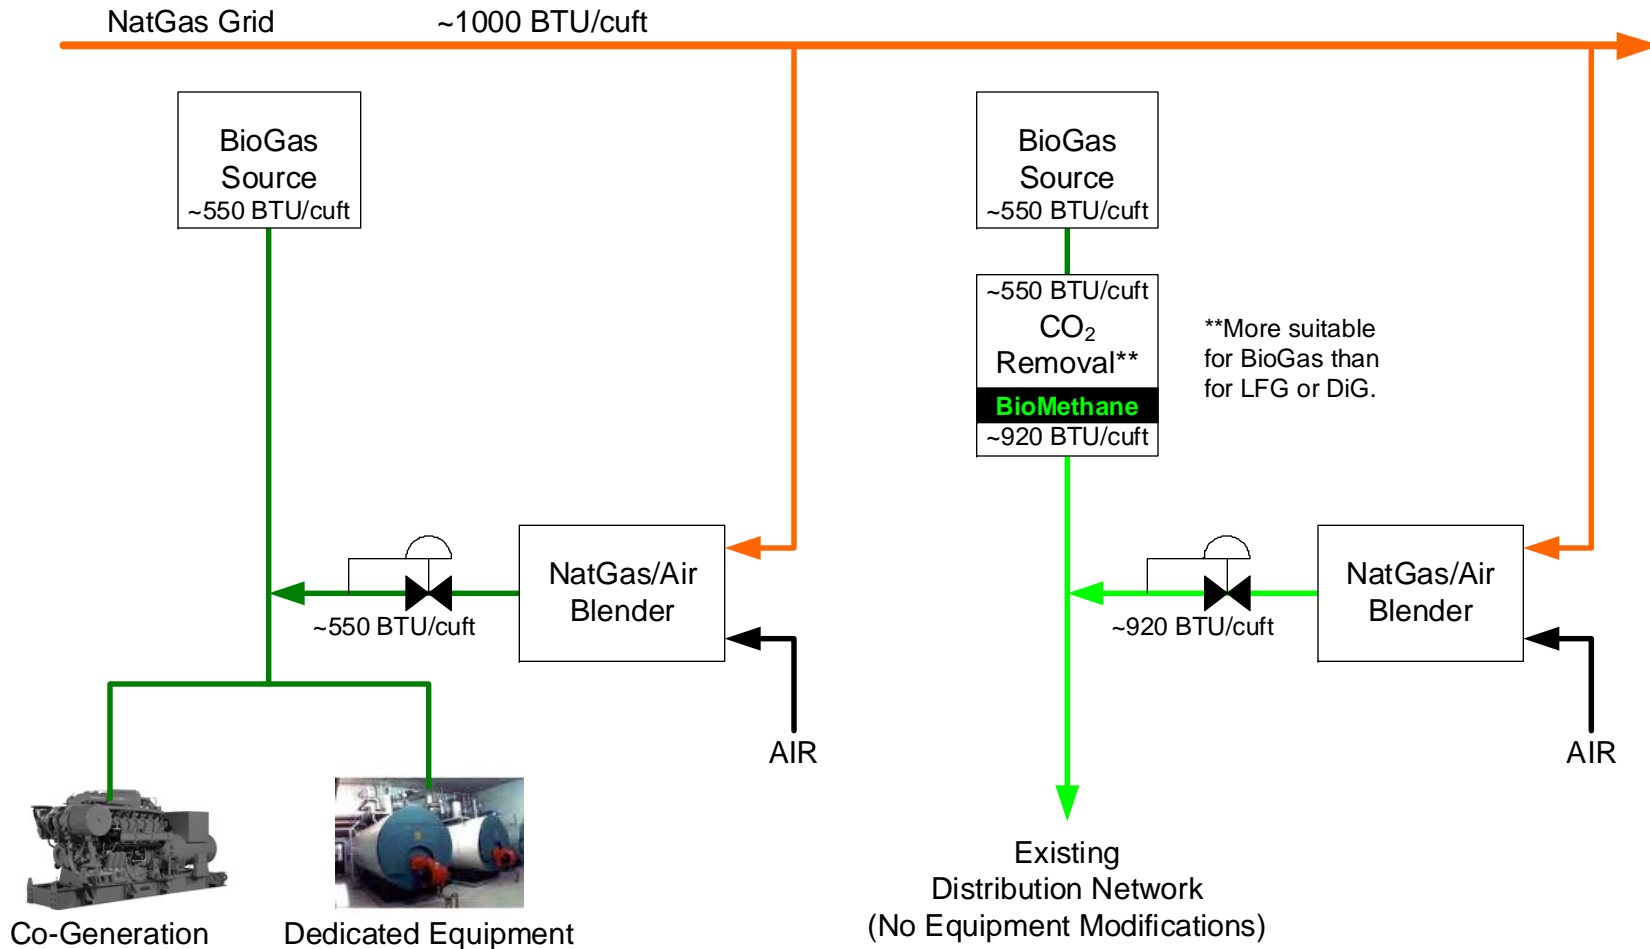 NatGas Grid
~1000 BTU/cuft
BioGas
Source
~550 BTU/cuft
NatGas/Air
Blender
~550 BTU/cuft
AIR
Co-Generation
Dedicated Equipment
BioGas
Source
~550 BTU/cuft
~550 BTU/cuft
CO₂
Removal**
BioMethane
~920 BTU/cuft
**More suitable
for BioGas than
for LFG or DiG.
NatGas/Air
Blender
~920 BTU/cuft
AIR
Existing
Distribution Network
(No Equipment Modifications)